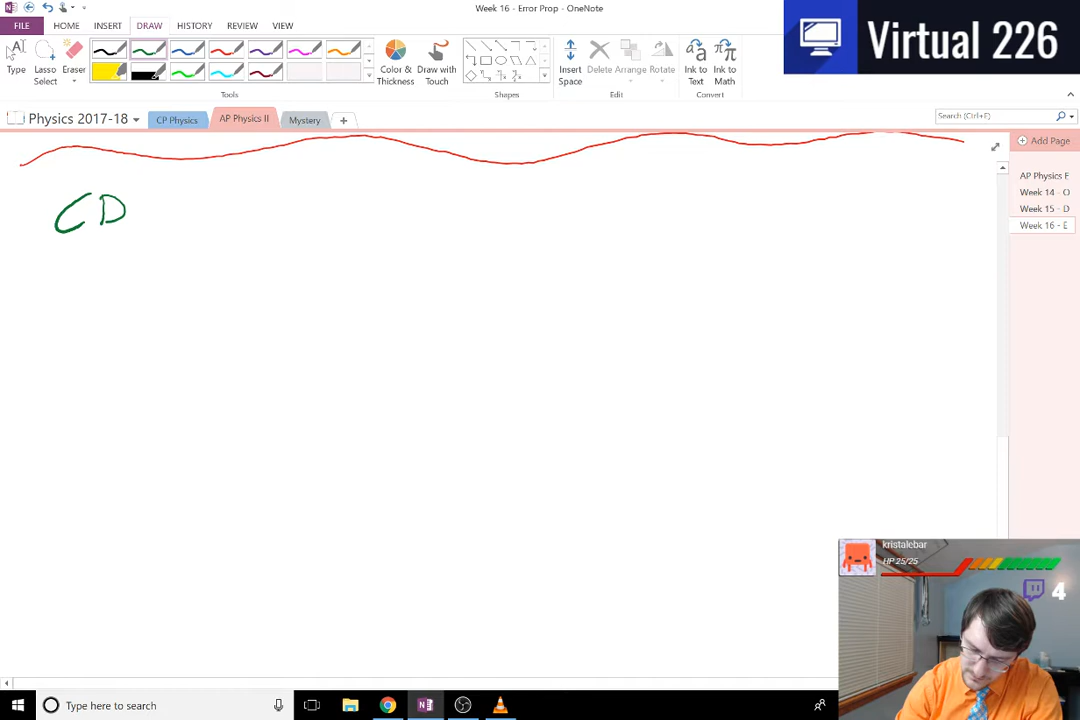 Week 16 - Error Prop - OneNote
Virtual 226
FILE HOME INSERT DRAW HISTORY REVIEW VIEW
Type Lasso Select Eraser Color & Thickness Draw with Touch Insert Space Delete Arrange Rotate Ink to Text Ink to Math
Tools Shapes Edit Convert
Physics 2017-18 CP Physics AP Physics II Mystery Search (Ctrl+E)
Add Page
AP Physics E
Week 14 - O
Week 15 - D
Week 16 - E
CD
kristalebar
HP 25/25
4
Type here to search